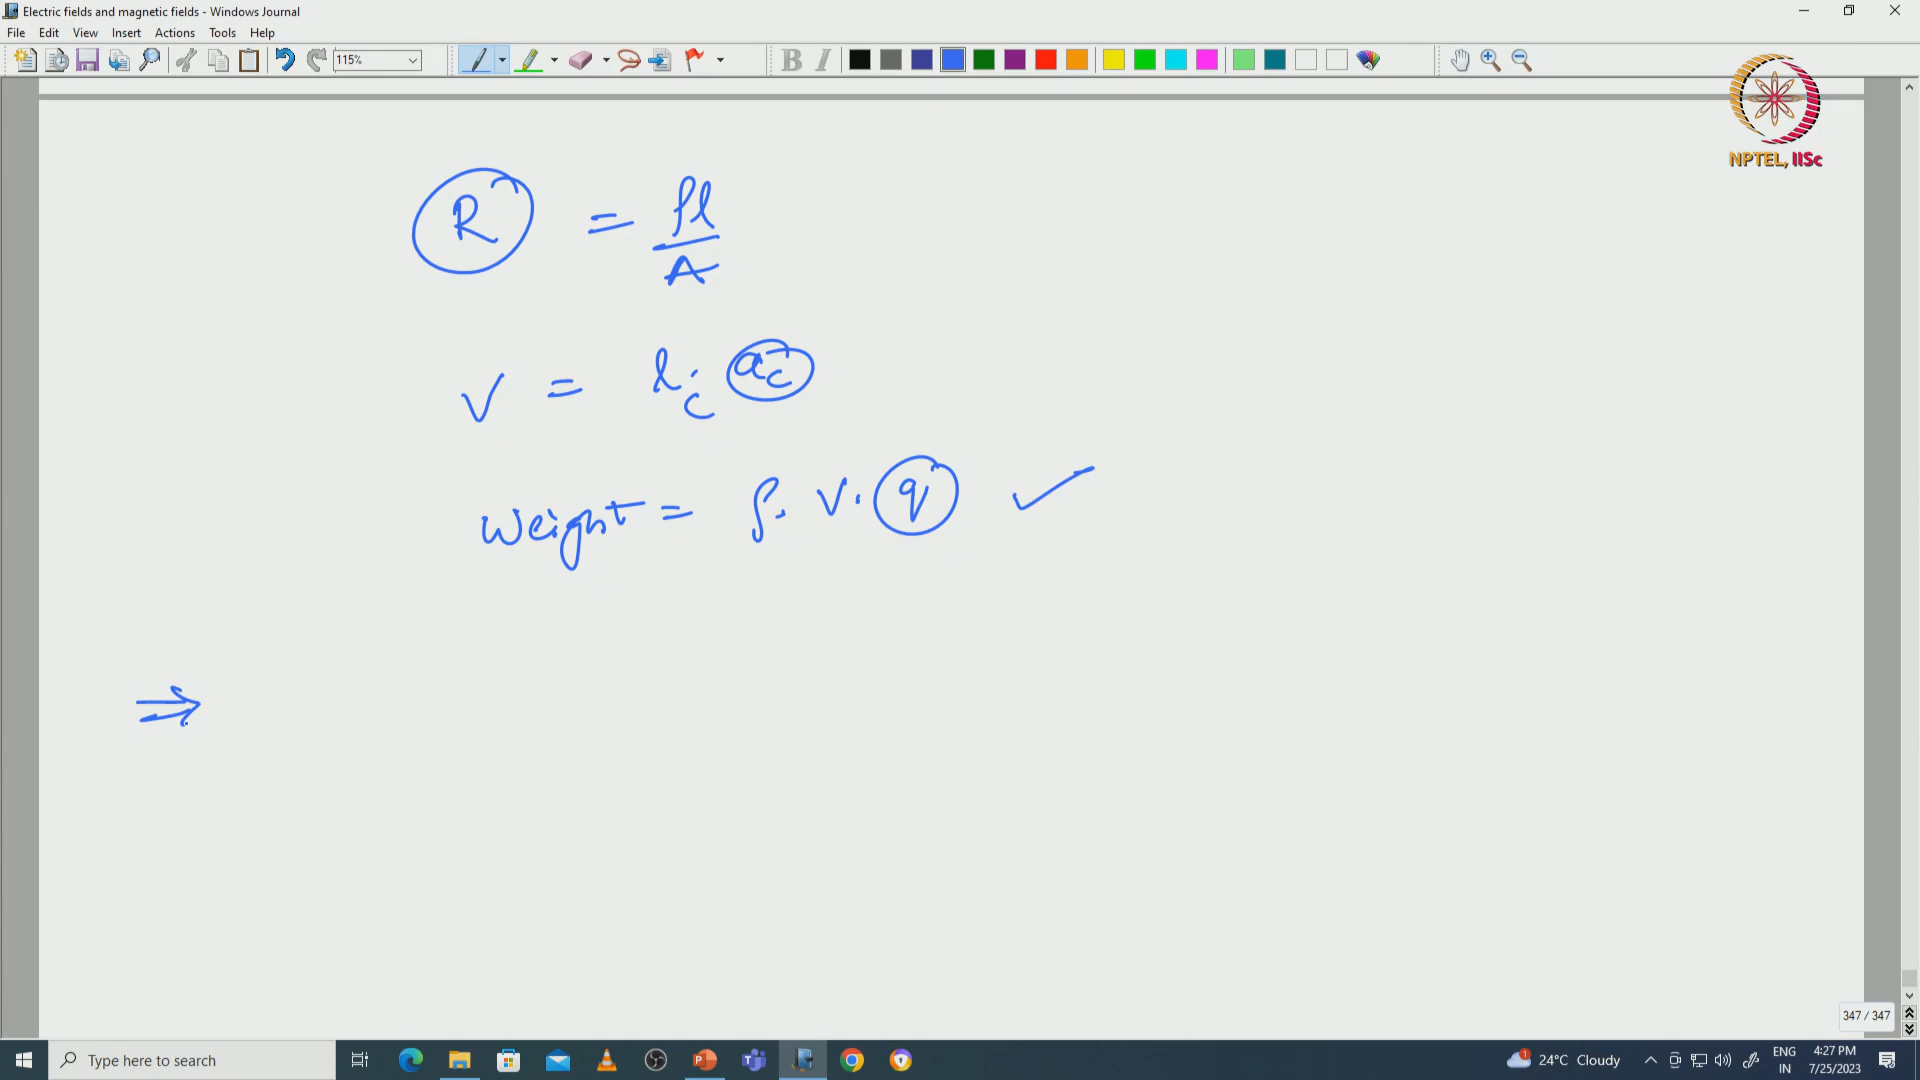 Electric fields and magnetic fields - Windows Journal
File Edit View Insert Actions Tools Help
115%
B I
NPTEL, IISc
R = ρl/A
V = lc . ac
Weight = ρ. V. q ✓
⇒
347 / 347
Type here to search
24°C Cloudy
ENG
IN
4:27 PM
7/25/2023